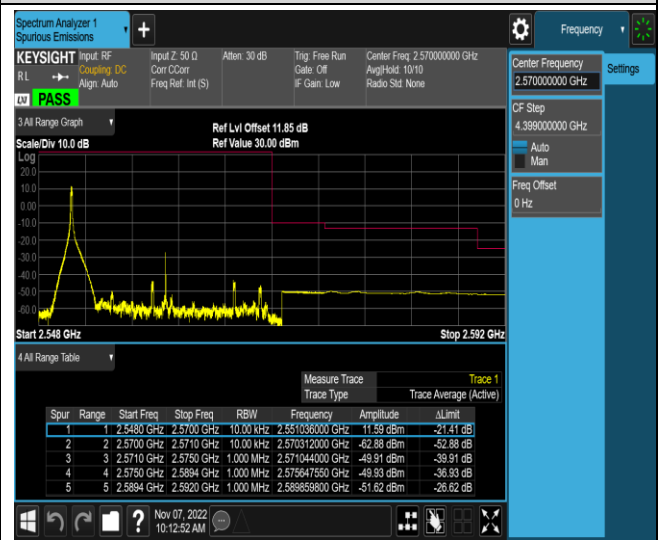 Spectrum Analyzer 1
Spurious Emissions
Frequency
KEYSIGHT Input: RF Input Z: 50 Ω Atten: 30 dB Trig: Free Run Center Freq: 2.570000000 GHz
RL Coupling: DC Corr CCorr Gate: Off Avg|Hold: 10/10
Align: Auto Freq Ref: Int (S) IF Gain: Low Radio Std: None
LXI PASS
Center Frequency
2.570000000 GHz
Settings
CF Step
4.399000000 GHz
Auto
Man
Freq Offset
0 Hz
3 All Range Graph
Ref Lvl Offset 11.85 dB
Scale/Div 10.0 dB Ref Value 30.00 dBm
Log
20.0
10.0
0.00
-10.0
-20.0
-30.0
-40.0
-50.0
-60.0
Start 2.548 GHz Stop 2.592 GHz
4 All Range Table
Measure Trace Trace 1
Trace Type Trace Average (Active)
Spur Range Start Freq Stop Freq RBW Frequency Amplitude ΔLimit
1 1 2.5480 GHz 2.5700 GHz 10.00 kHz 2.551036000 GHz 11.59 dBm -21.41 dB
2 2 2.5700 GHz 2.5710 GHz 10.00 kHz 2.570312000 GHz -62.88 dBm -52.88 dB
3 3 2.5710 GHz 2.5750 GHz 1.000 MHz 2.571044000 GHz -49.91 dBm -39.91 dB
4 4 2.5750 GHz 2.5894 GHz 1.000 MHz 2.575647550 GHz -49.93 dBm -36.93 dB
5 5 2.5894 GHz 2.5920 GHz 1.000 MHz 2.589859800 GHz -51.62 dBm -26.62 dB
Nov 07, 2022
10:12:52 AM